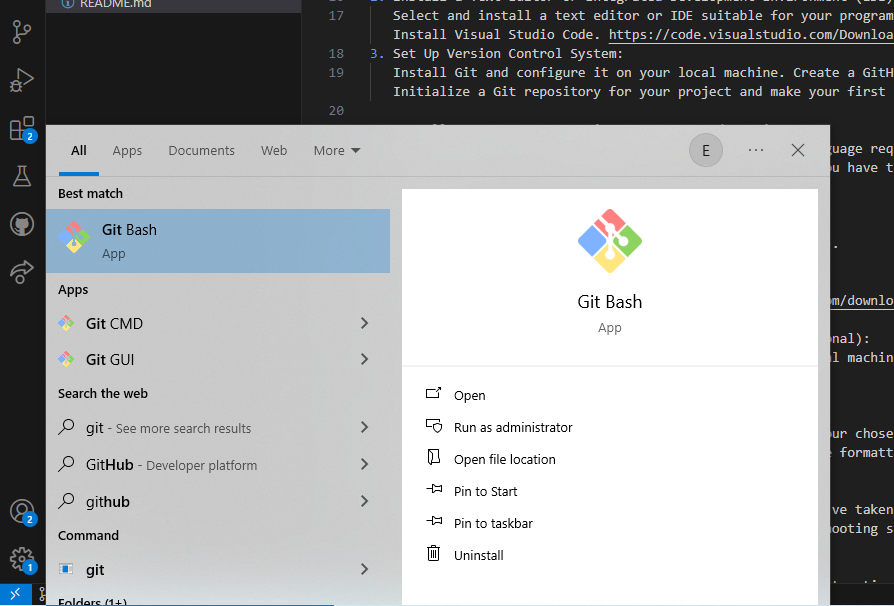 README.md
17 Select and install a text editor or IDE suitable for your program
Install Visual Studio Code. https://code.visualstudio.com/Downloa
18 3. Set Up Version Control System:
19 Install Git and configure it on your local machine. Create a GitH
Initialize a Git repository for your project and make your first
20
guage req
u have t
m/downlo
nal):
l machin
ur chose
formatt
ve taken
ooting s
2
2
1
All
Apps
Documents
Web
More
E
Best match
Git Bash
App
Apps
Git CMD
Git GUI
Search the web
git - See more search results
GitHub - Developer platform
github
Command
git
Folders (1+)
Git Bash
App
Open
Run as administrator
Open file location
Pin to Start
Pin to taskbar
Uninstall